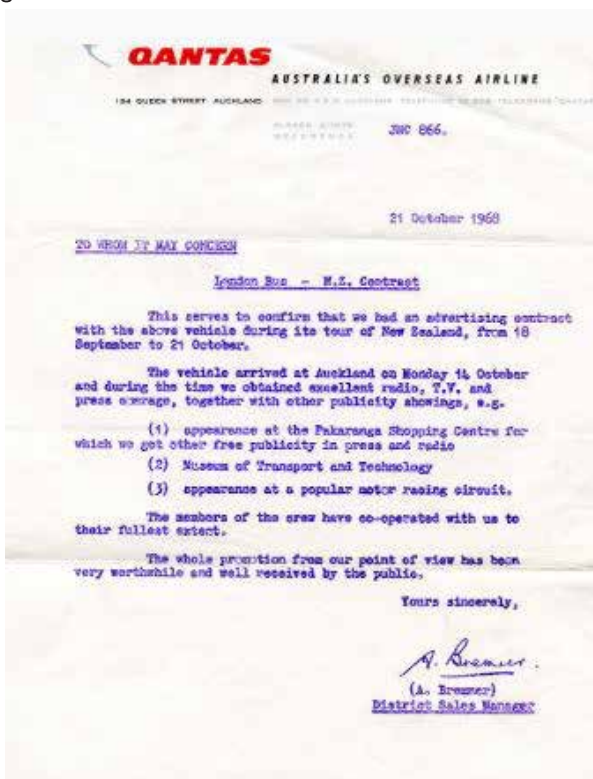 QANTAS
AUSTRALIA'S OVERSEAS AIRLINE
154 QUEEN STREET AUCKLAND
JWC 866.
21 October 1968
TO WHOM IT MAY CONCERN
London Bus - N.Z. Contract
This serves to confirm that we had an advertising contract
with the above vehicle during its tour of New Zealand, from 18
September to 21 October.
The vehicle arrived at Auckland on Monday 14 October
and during the time we obtained excellent radio, T.V. and
press coverage, together with other publicity showings, e.g.
(1) appearance at the Pakuranga Shopping Centre for
which we got other free publicity in press and radio
(2) Museum of Transport and Technology
(3) appearance at a popular motor racing circuit.
The members of the crew have co-operated with us to
their fullest extent.
The whole promotion from our point of view has been
very worthwhile and well received by the public.
Yours sincerely,
A. Bremner.
(A. Bremner)
District Sales Manager